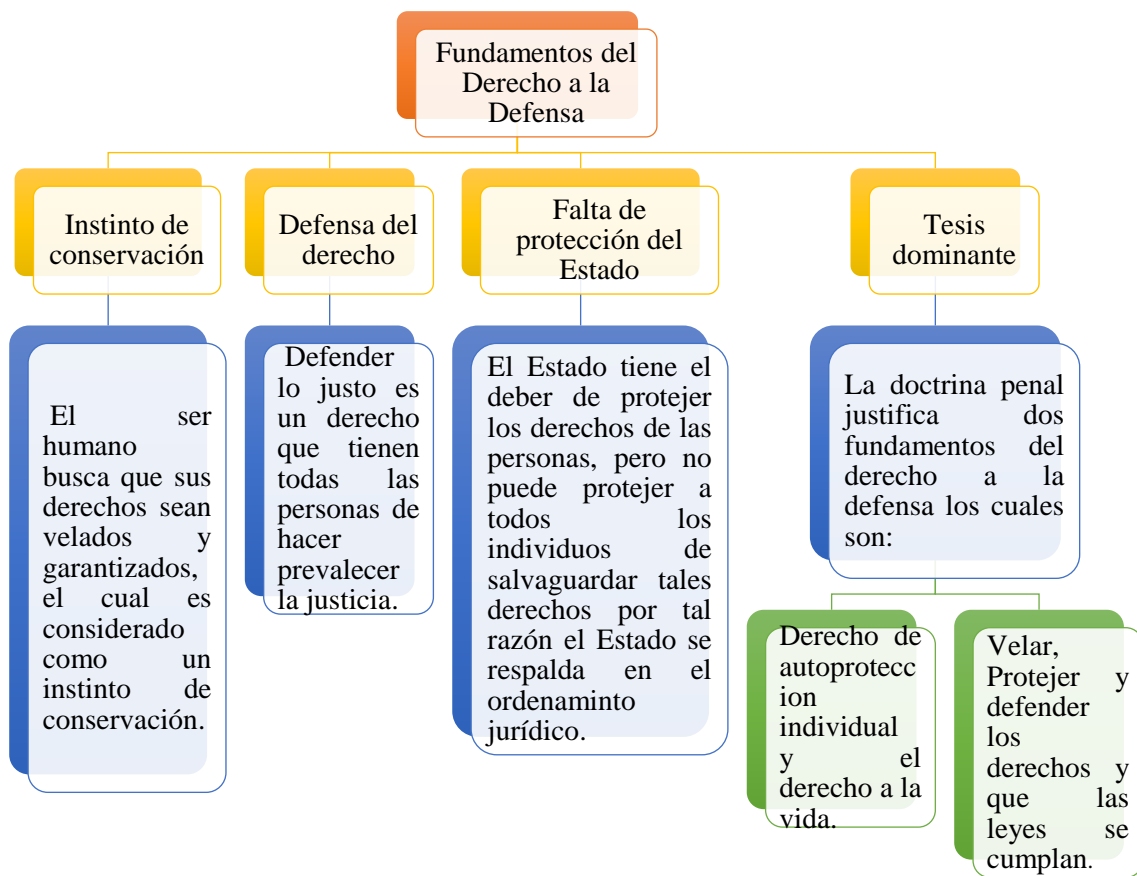 Fundamentos del
Derecho a la
Defensa
Instinto de
conservación
Defensa del
derecho
Falta de
protección del
Estado
Tesis
dominante
El ser
humano
busca que sus
derechos sean
velados y
garantizados,
el cual es
considerado
como un
instinto de
conservación.
Defender
lo justo es
un derecho
que tienen
todas las
personas de
hacer
prevalecer
la justicia.
El Estado tiene el
deber de protejer
los derechos de las
personas, pero no
puede protejer a
todos los
individuos de
salvaguardar tales
derechos por tal
razón el Estado se
respalda en el
ordenaminto
jurídico.
La doctrina penal
justifica dos
fundamentos del
derecho a la
defensa los cuales
son:
Derecho de
autoprotecc
ion
individual
y el
derecho a la
vida.
Velar,
Protejer y
defender
los
derechos y
que las
leyes se
cumplan.